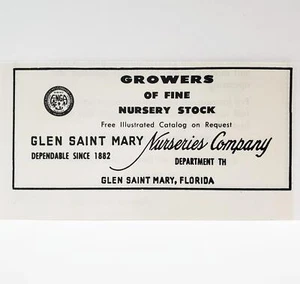 GROWERS
OF FINE
NURSERY STOCK
Free Illustrated Catalog on Request
GLEN SAINT MARY Nurseries Company
DEPENDABLE SINCE 1882
DEPARTMENT TH
GLEN SAINT MARY, FLORIDA